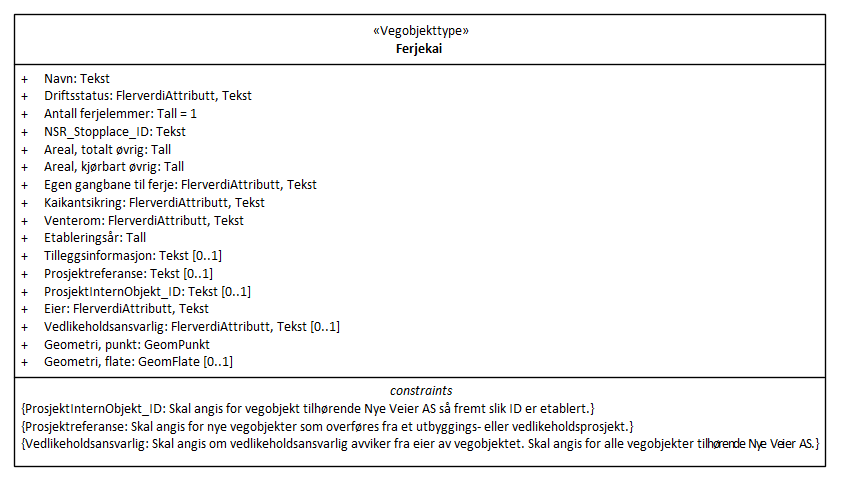 «Vegobjekttype»
Ferjekai
+ Navn: Tekst
+ Driftsstatus: FlerverdiAttributt, Tekst
+ Antall ferjelemmer: Tall = 1
+ NSR_Stopplace_ID: Tekst
+ Areal, totalt øvrig: Tall
+ Areal, kjørbart øvrig: Tall
+ Egen gangbane til ferje: FlerverdiAttributt, Tekst
+ Kaikantsikring: FlerverdiAttributt, Tekst
+ Venterom: FlerverdiAttributt, Tekst
+ Etableringsår: Tall
+ Tilleggsinformasjon: Tekst [0..1]
+ Prosjektreferanse: Tekst [0..1]
+ ProsjektInternObjekt_ID: Tekst [0..1]
+ Eier: FlerverdiAttributt, Tekst
+ Vedlikeholdsansvarlig: FlerverdiAttributt, Tekst [0..1]
+ Geometri, punkt: GeomPunkt
+ Geometri, flate: GeomFlate [0..1]
constraints
{ProsjektInternObjekt_ID: Skal angis for vegobjekt tilhørende Nye Veier AS så fremt slik ID er etablert.}
{Prosjektreferanse: Skal angis for nye vegobjekter som overføres fra et utbyggings- eller vedlikeholdsprosjekt.}
{Vedlikeholdsansvarlig: Skal angis om vedlikeholdsansvarlig avviker fra eier av vegobjektet. Skal angis for alle vegobjekter tilhørende Nye Veier AS.}